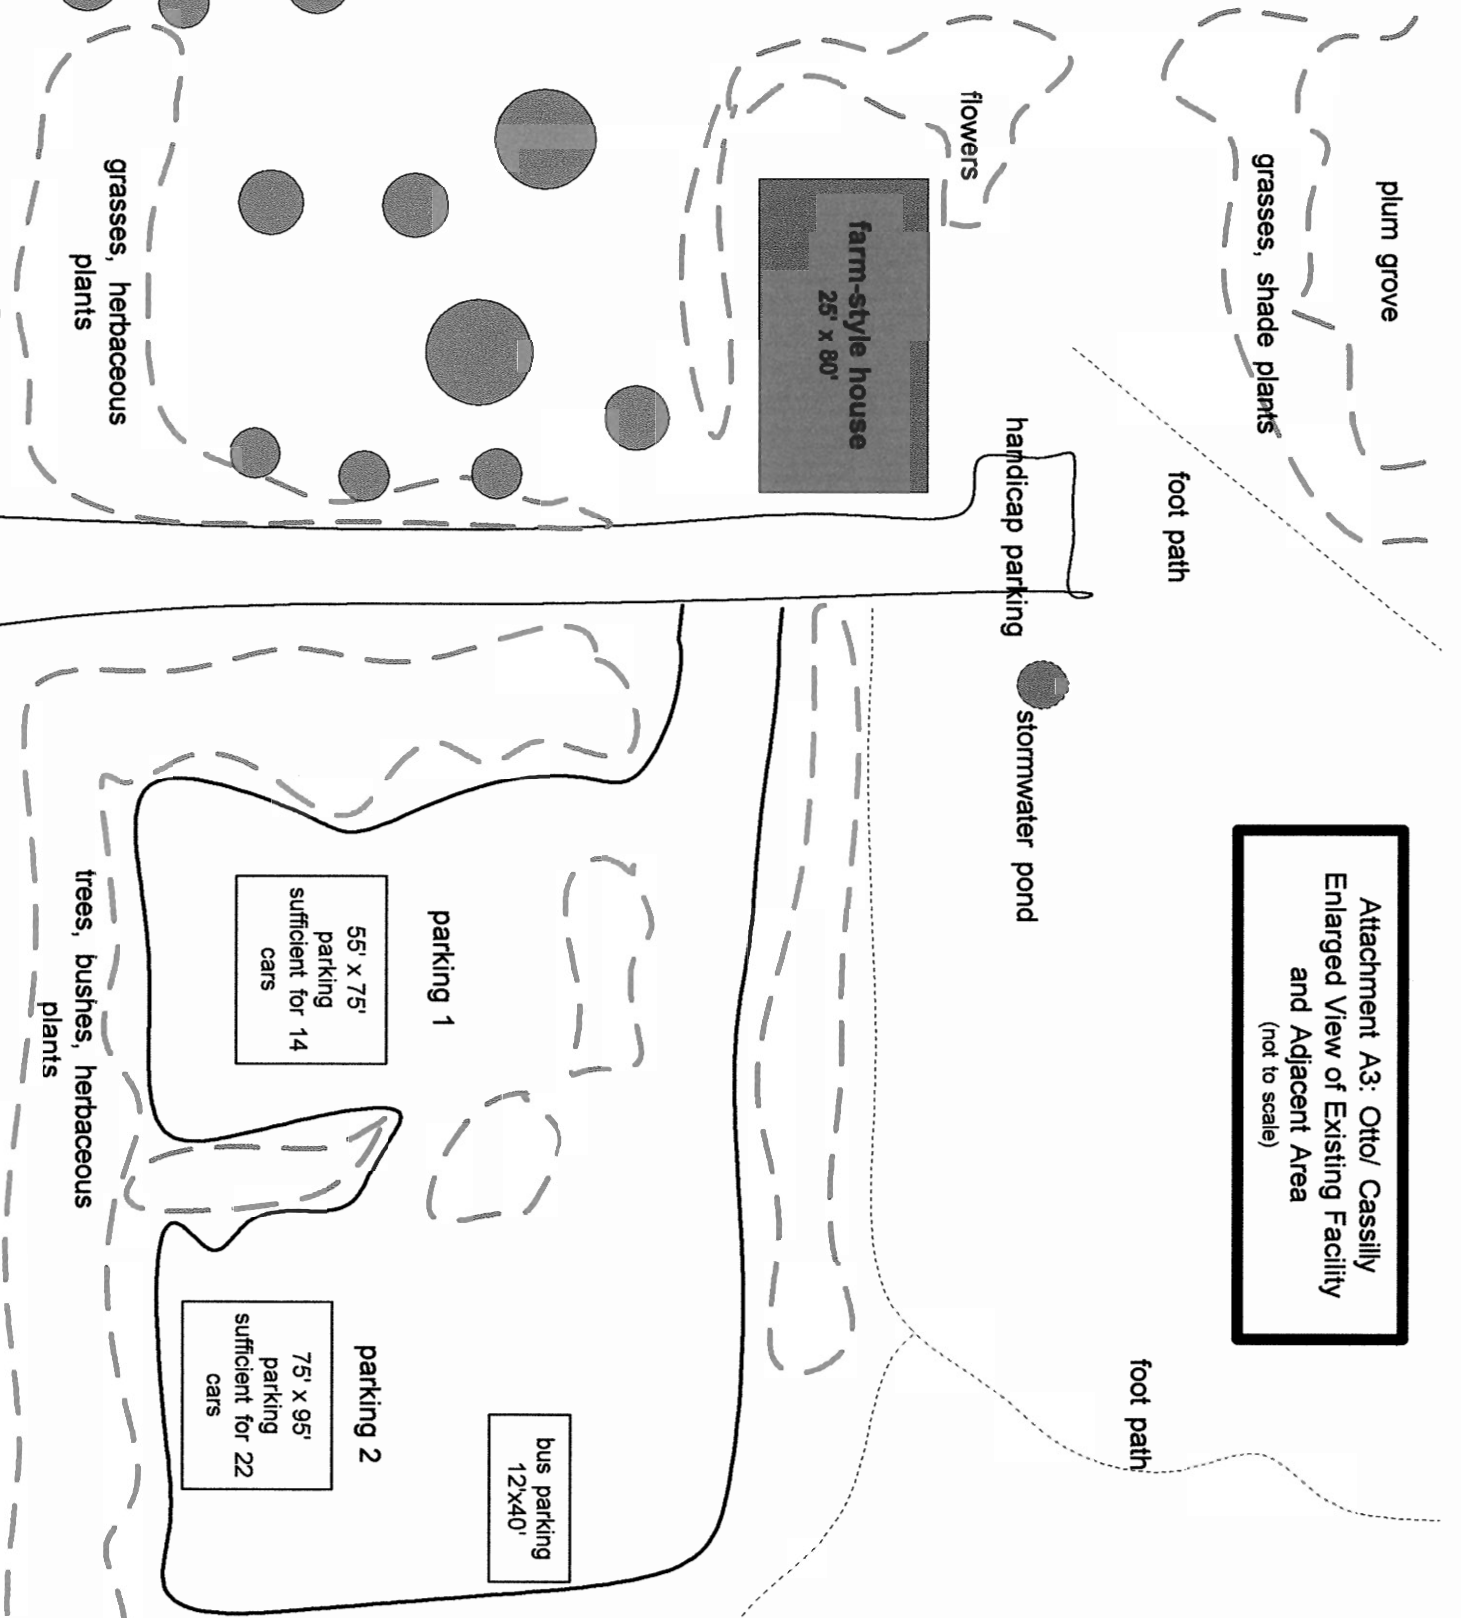 plum grove
grasses, shade plants
flowers
farm-style house
25' x 80'
grasses, herbaceous
plants
foot path
handicap parking
stormwater pond
Attachment A3: Otto/ Cassilly
Enlarged View of Existing Facility
and Adjacent Area
(not to scale)
parking 1
55' x 75'
parking
sufficient for 14
cars
trees, bushes, herbaceous
plants
foot path
bus parking
12'x40'
parking 2
75' x 95'
parking
sufficient for 22
cars